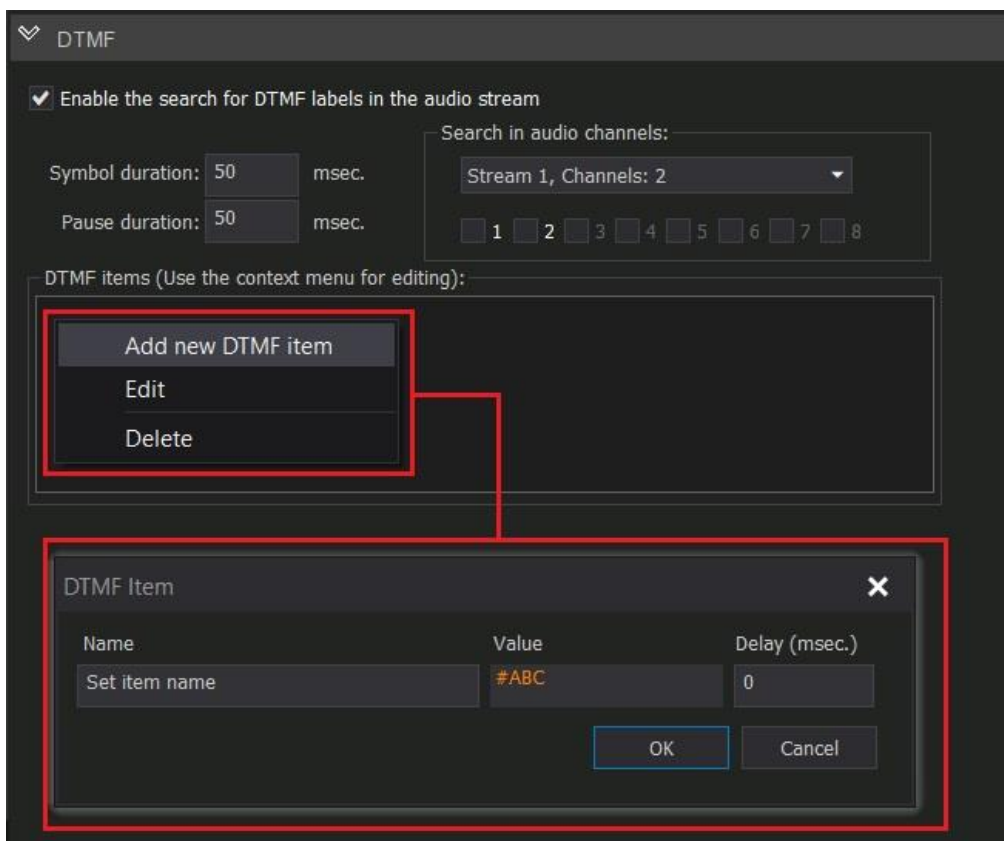 DTMF
Enable the search for DTMF labels in the audio stream
Search in audio channels:
Symbol duration: 50 msec.
Stream 1, Channels: 2
Pause duration: 50 msec.
1 2 3 4 5 6 7 8
DTMF items (Use the context menu for editing):
Add new DTMF item
Edit
Delete
DTMF Item
Name Value Delay (msec.)
Set item name #ABC 0
OK Cancel